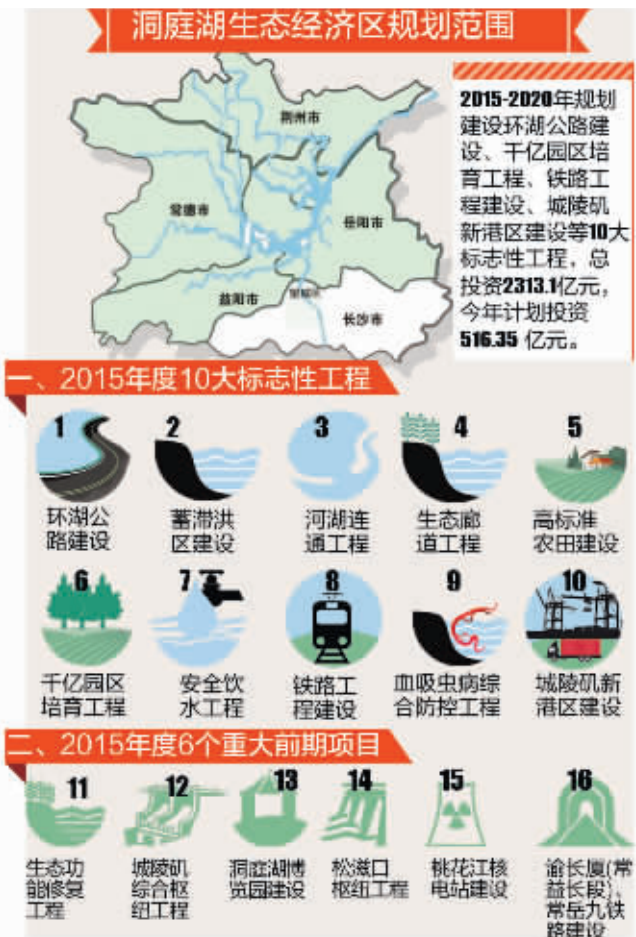 洞庭湖生态经济区规划范围
荆州市
常德市
岳阳市
益阳市
长沙市
2015-2020年规划
建设环湖公路建
设、千亿园区培
育工程、铁路工
程建设、城陵矶
新港区建设等10大
标志性工程，总
投资2313.1亿元，
今年计划投资
516.35 亿元。
一、2015年度10大标志性工程
1
环湖公
路建设
2
蓄滞洪
区建设
3
河湖连
通工程
4
生态廊
道工程
5
高标准
农田建设
6
千亿园区
培育工程
7
安全饮
水工程
8
铁路工
程建设
9
血吸虫病综
合防控工程
10
城陵矶新
港区建设
二、2015年度6个重大前期项目
11
生态功
能修复
工程
12
城陵矶
综合枢
纽工程
13
洞庭湖博
览园建设
14
松滋口
枢纽工程
15
桃花江核
电站建设
16
渝长厦(常
益长段)、
常岳九铁
路建设